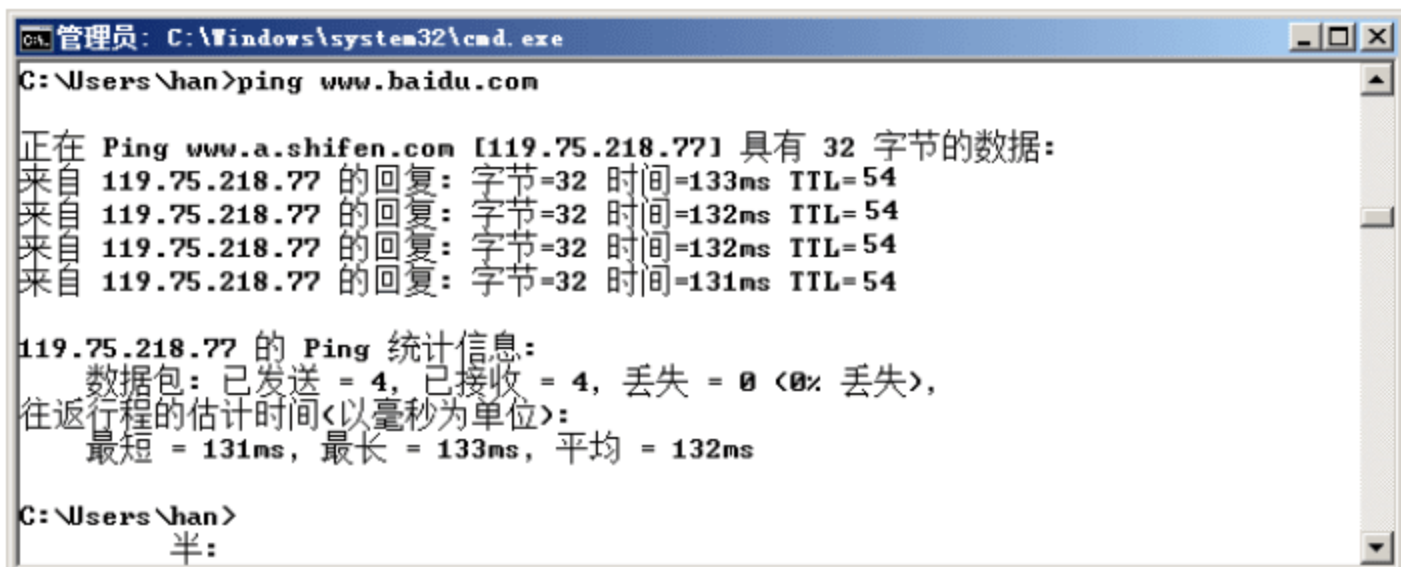 管理员: C:\Windows\system32\cmd.exe
C:\Users\han>ping www.baidu.com
正在 Ping www.a.shifen.com [119.75.218.77] 具有 32 字节的数据:
来自 119.75.218.77 的回复: 字节=32 时间=133ms TTL=54
来自 119.75.218.77 的回复: 字节=32 时间=132ms TTL=54
来自 119.75.218.77 的回复: 字节=32 时间=132ms TTL=54
来自 119.75.218.77 的回复: 字节=32 时间=131ms TTL=54
119.75.218.77 的 Ping 统计信息:
数据包: 已发送 = 4, 已接收 = 4, 丢失 = 0 (0% 丢失),
往返行程的估计时间(以毫秒为单位):
最短 = 131ms, 最长 = 133ms, 平均 = 132ms
C:\Users\han>
半: